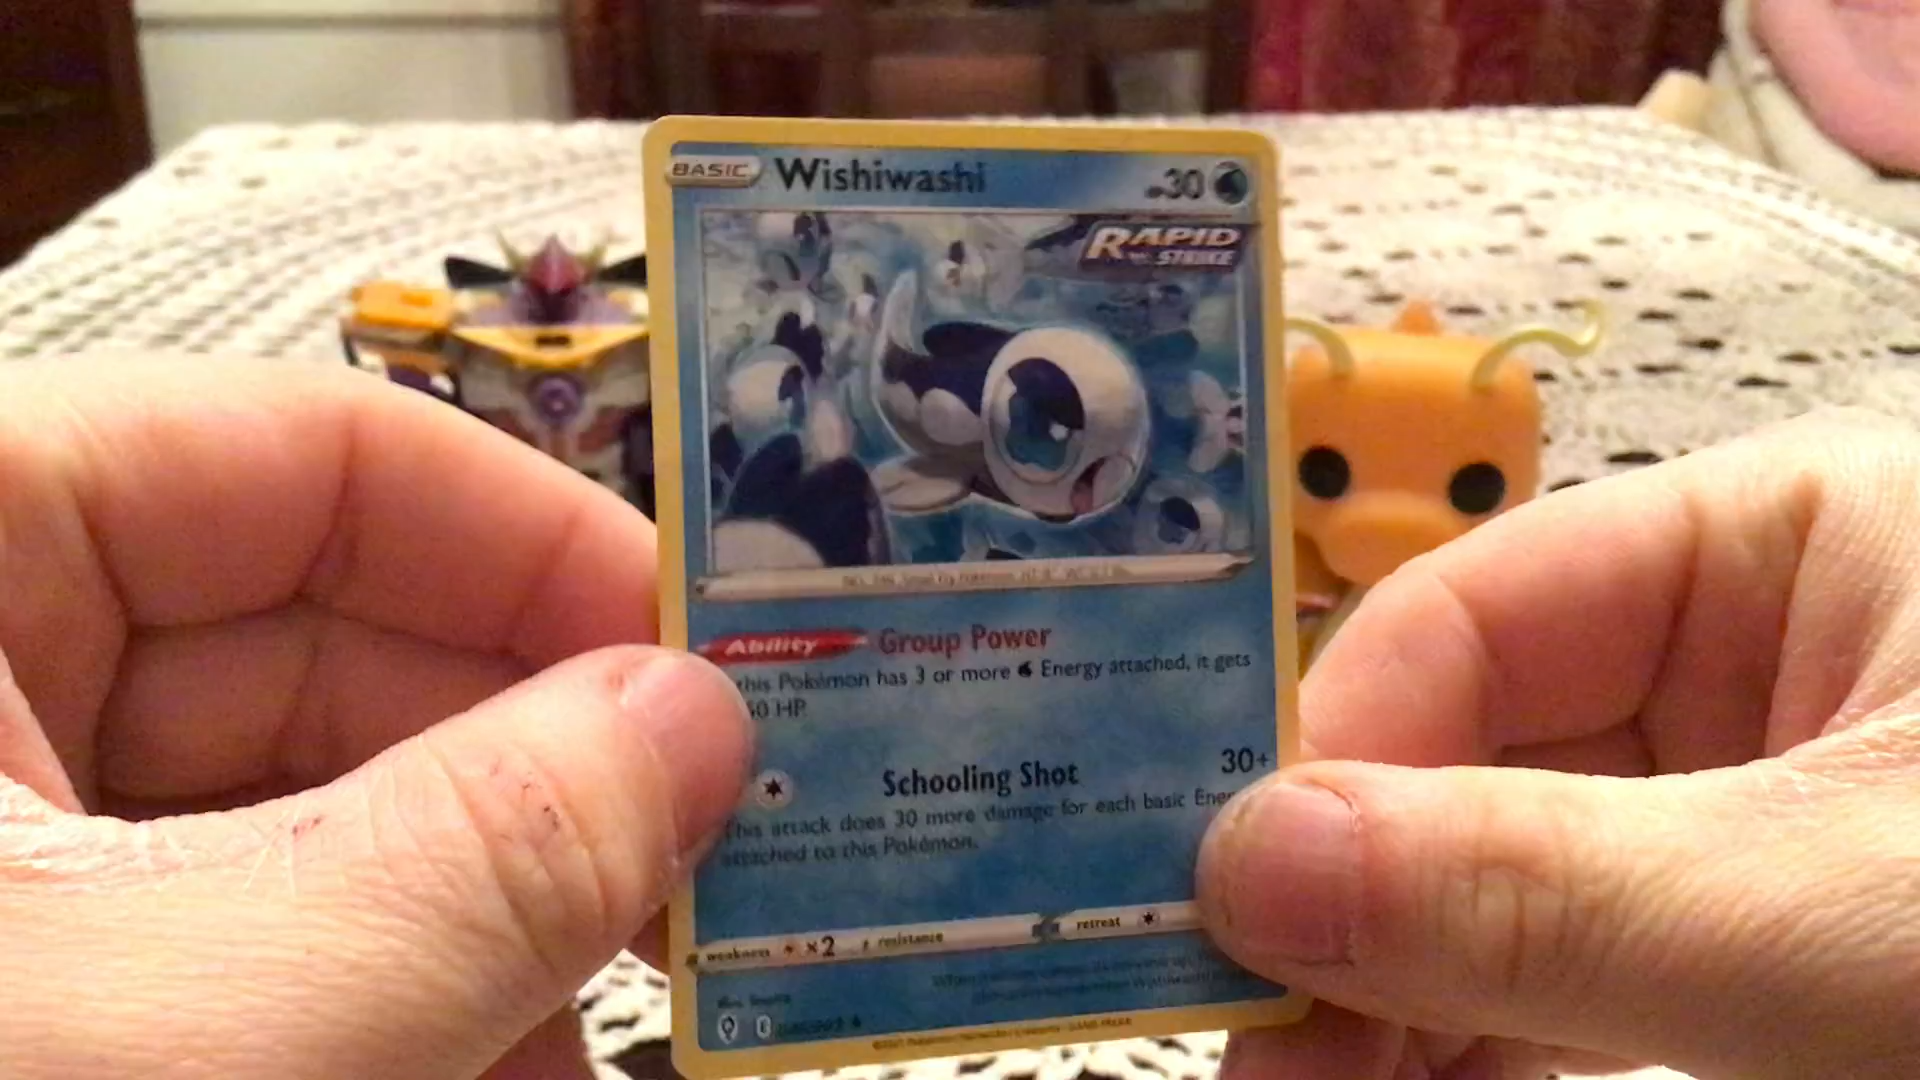 BASIC Wishiwashi 30
RAPID
STRIKE
Ability Group Power
this Pokémon has 3 or more Energy attached, it gets
HP.
Schooling Shot 30+
This attack does 30 more damage for each basic
attached to this Pokémon.
weakness ×2 resistance retreat